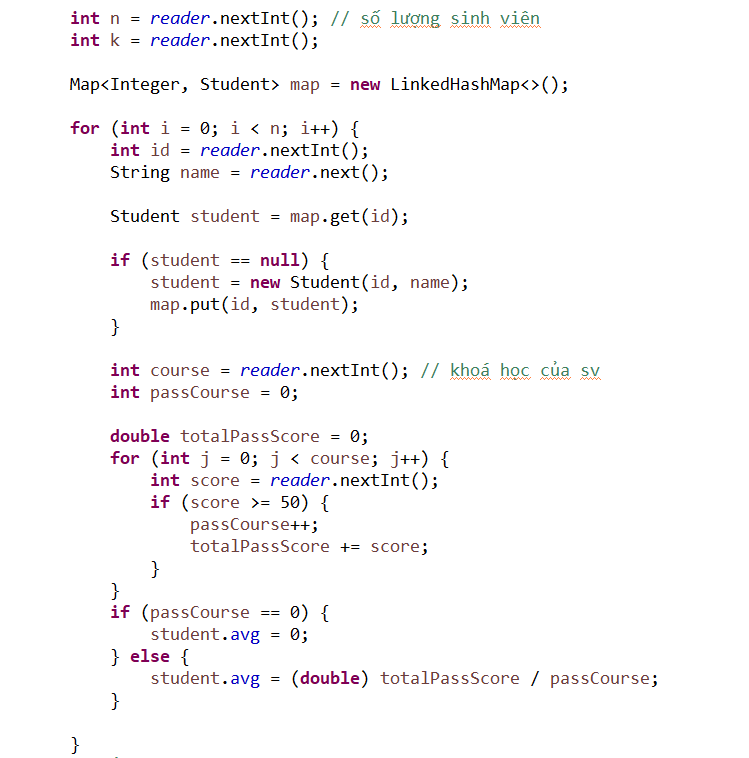 int n = reader.nextInt(); // số lượng sinh viên
int k = reader.nextInt();
Map<Integer, Student> map = new LinkedHashMap<>();
for (int i = 0; i < n; i++) {
int id = reader.nextInt();
String name = reader.next();
Student student = map.get(id);
if (student == null) {
student = new Student(id, name);
map.put(id, student);
}
int course = reader.nextInt(); // khoá học của sv
int passCourse = 0;
double totalPassScore = 0;
for (int j = 0; j < course; j++) {
int score = reader.nextInt();
if (score >= 50) {
passCourse++;
totalPassScore += score;
}
}
if (passCourse == 0) {
student.avg = 0;
} else {
student.avg = (double) totalPassScore / passCourse;
}
}